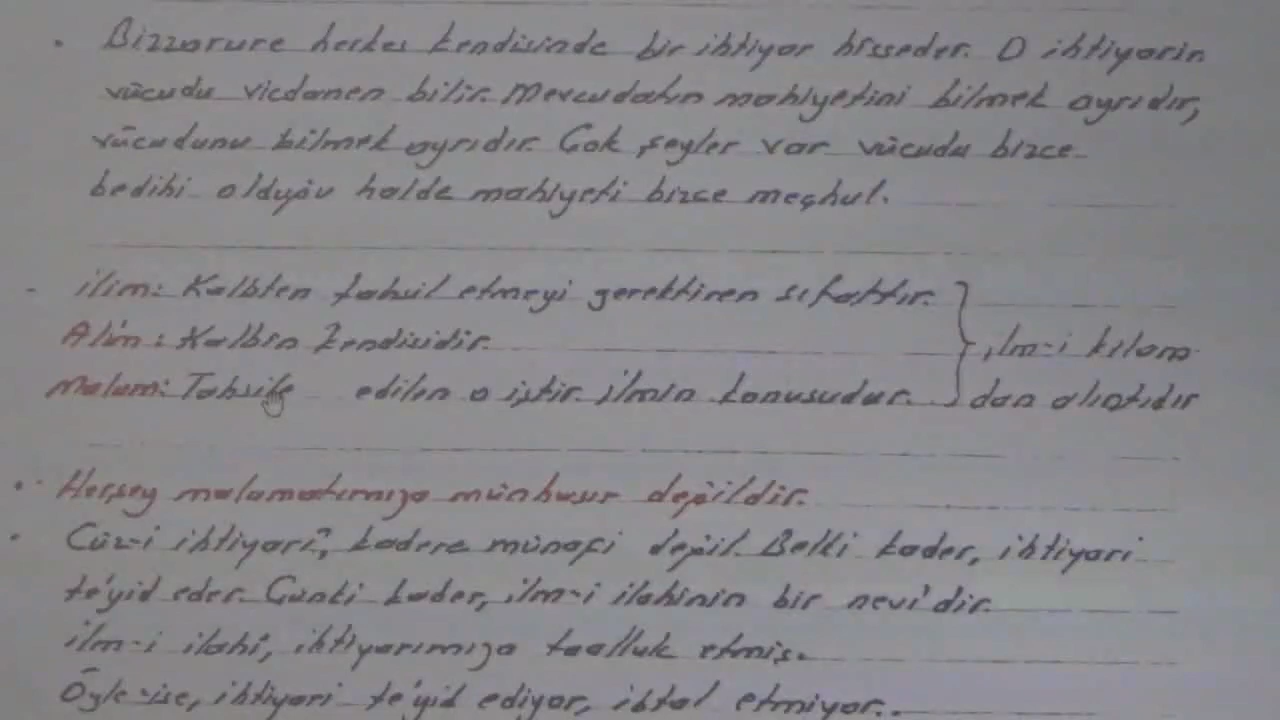 • Bizzarure herkes kendisinde bir ihtiyar hisseder. O ihtiyarın
vücudu vicdanen bilir. Mevcudatın mahiyetini bilmek ayrıdır,
vücudunu bilmek ayrıdır. Çok şeyler var vücudu bizce
bedihi olduğu halde mahiyeti bizce meçhul.
- ilim: Kalbten tahsil etmeyi gerektiren sıfattır.
Alim: Kalbin kendisidir. } ilm-i kelam
Malum: Tahsile edilen o iştir. ilmin konusudur. dan alıntıdır
• Herşey malumatımıza münhasır değildir.
• Cüz-i ihtiyarî, kadere münafi değil. Belki kader, ihtiyari
te'yid eder. Çünki kader, ilm-i ilahinin bir nevi'dir.
ilm-i ilahî, ihtiyarımıza taalluk etmiş.
Öyle-ise, ihtiyari te'yid ediyor, ibtal etmiyor..